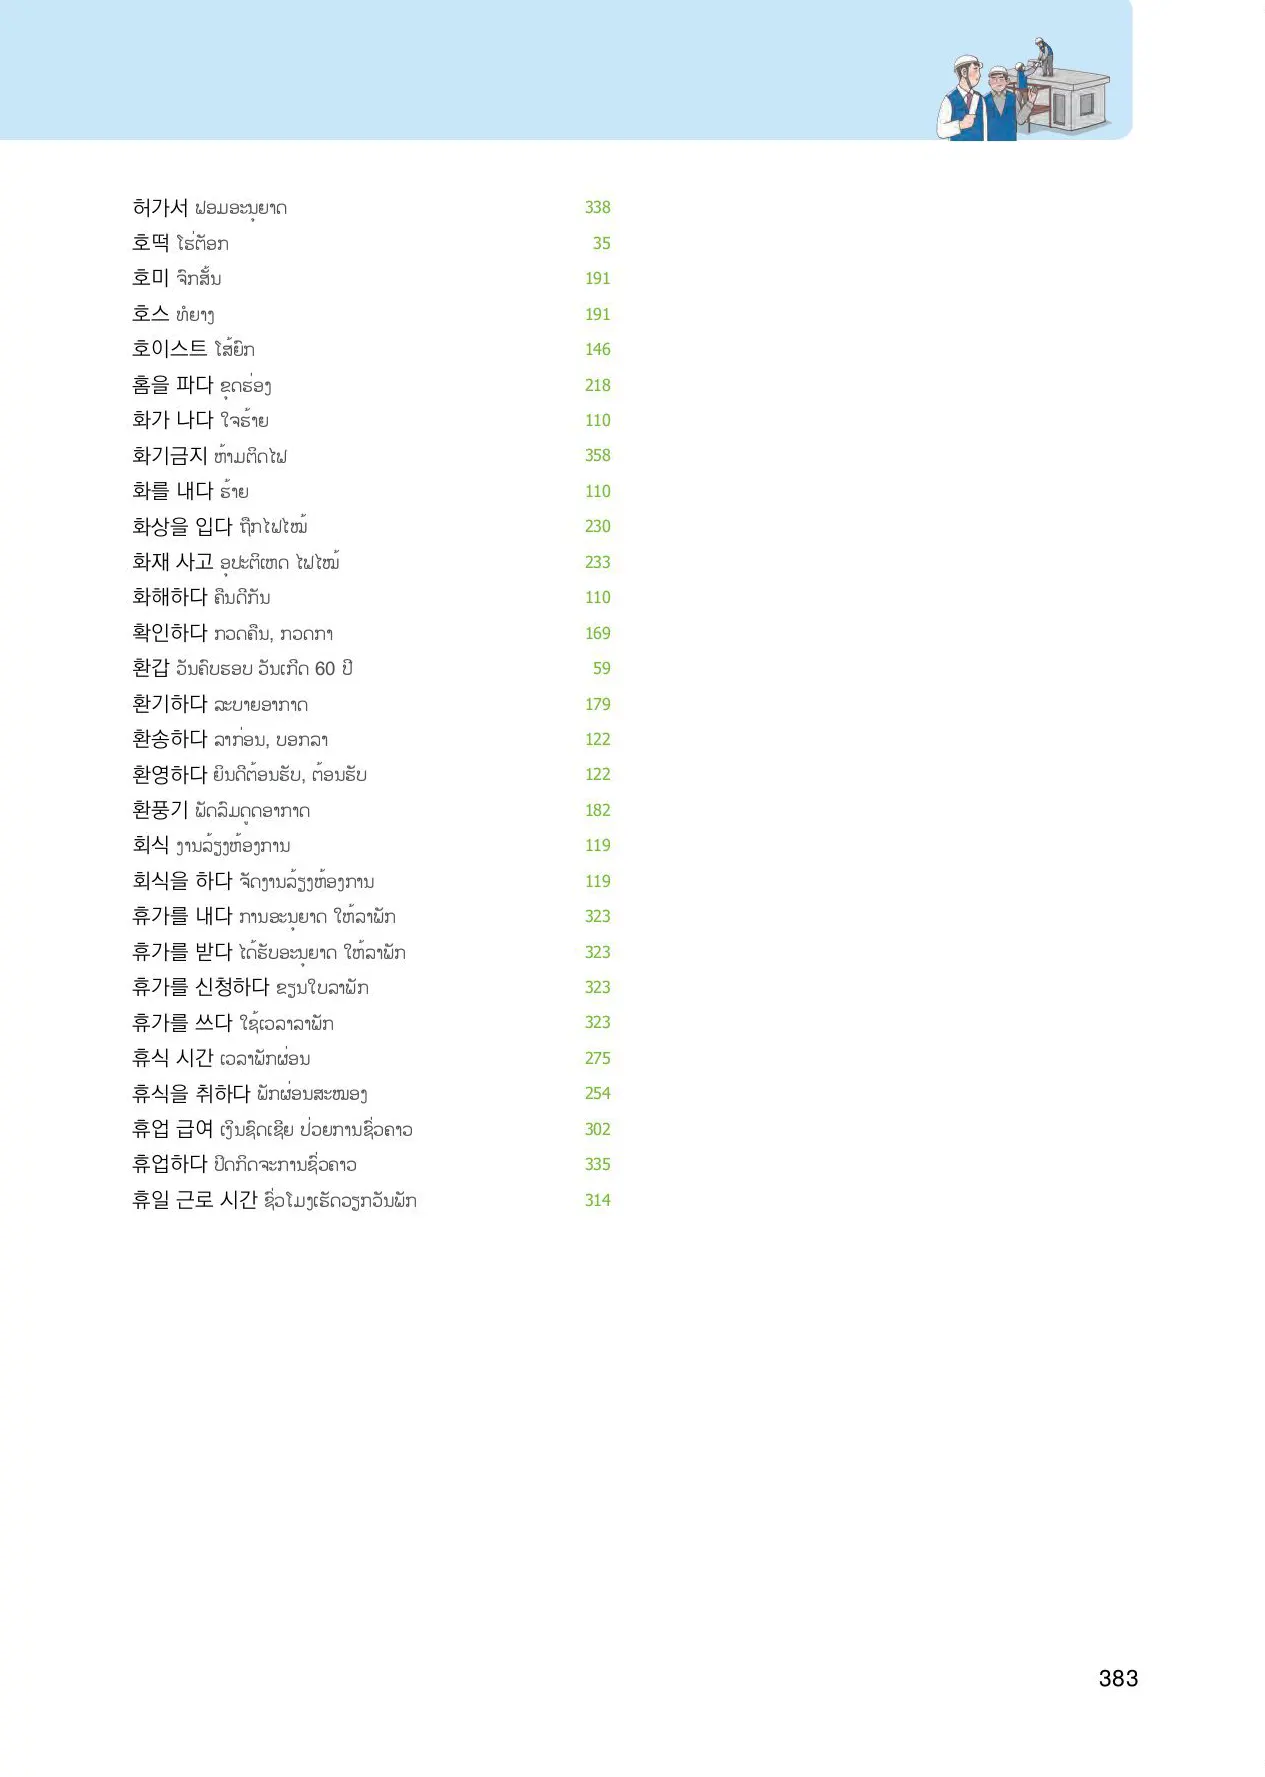 허가서 ຟອມອະນຸຍາດ 338
호떡 ໂຮ່ຕັອກ 35
호미 ຈົກສັ້ນ 191
호스 ທໍຍາງ 191
호이스트 ໂສ້ຍົກ 146
홈을 파다 ຂຸດຮ່ອງ 218
화가 나다 ໃຈຮ້າຍ 110
화기금지 ຫ້າມຕິດໄຟ 358
화를 내다 ຮ້າຍ 110
화상을 입다 ຖືກໄຟໄໝ້ 230
화재 사고 ອຸປະຕິເຫດ ໄຟໄໝ້ 233
화해하다 ຄືນດີກັນ 110
확인하다 ກວດຄືນ, ກວດກາ 169
환갑 ວັນຄົບຮອບ ວັນເກີດ 60 ປີ 59
환기하다 ລະບາຍອາກາດ 179
환송하다 ລາກ່ອນ, ບອກລາ 122
환영하다 ຍິນດີຕ້ອນຮັບ, ຕ້ອນຮັບ 122
환풍기 ພັດລົມດູດອາກາດ 182
회식 ງານລ້ຽງຫ້ອງການ 119
회식을 하다 ຈັດງານລ້ຽງຫ້ອງການ 119
휴가를 내다 ການອະນຸຍາດ ໃຫ້ລາພັກ 323
휴가를 받다 ໄດ້ຮັບອະນຸຍາດ ໃຫ້ລາພັກ 323
휴가를 신청하다 ຂຽນໃບລາພັກ 323
휴가를 쓰다 ໃຊ້ເວລາລາພັກ 323
휴식 시간 ເວລາພັກຜ່ອນ 275
휴식을 취하다 ພັກຜ່ອນສະໝອງ 254
휴업 급여 ເງິນຊົດເຊີຍ ປ່ວຍການຊົ່ວຄາວ 302
휴업하다 ປິດກິດຈະການຊົ່ວຄາວ 335
휴일 근로 시간 ຊົ່ວໂມງເຮັດວຽກວັນພັກ 314
383